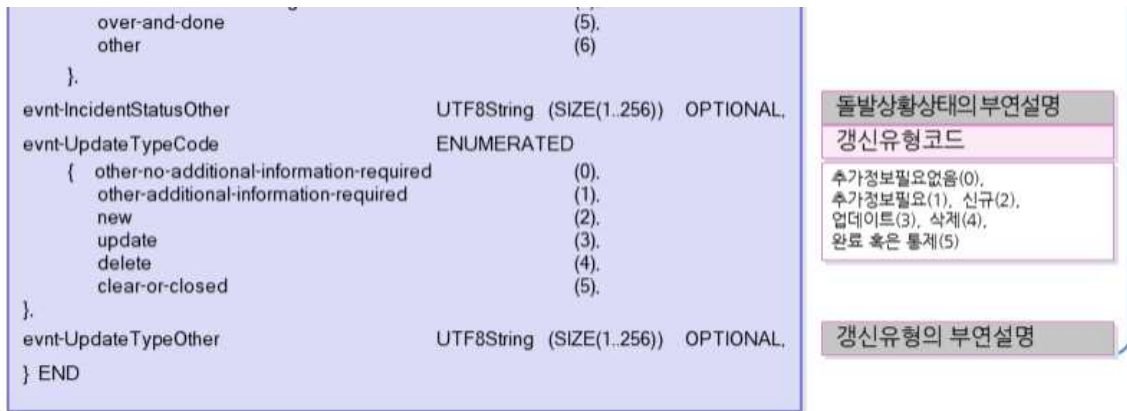 over-and-done (5),
other (6)
},
evnt-IncidentStatusOther UTF8String (SIZE(1..256)) OPTIONAL,
돌발상황상태의 부연설명
evnt-UpdateTypeCode ENUMERATED
갱신유형코드
{ other-no-additional-information-required (0),
other-additional-information-required (1),
new (2),
update (3),
delete (4),
clear-or-closed (5),
},
추가정보필요없음(0),
추가정보필요(1), 신규(2),
업데이트(3), 삭제(4),
완료 혹은 통제(5)
evnt-UpdateTypeOther UTF8String (SIZE(1..256)) OPTIONAL,
갱신유형의 부연설명
} END